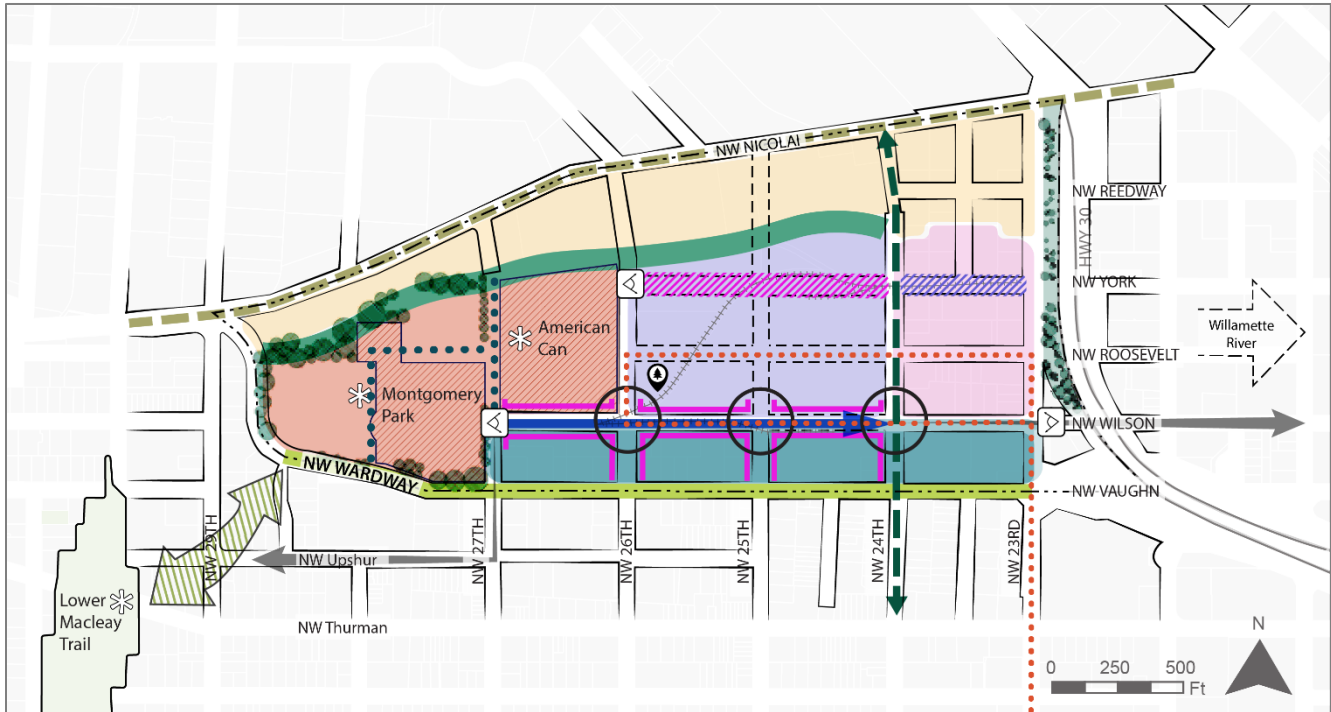 NW NICOLAI
NW REEDWAY
HWY 30
NW YORK
Willamette
River
American
Can
NW ROOSEVELT
Montgomery
Park
NW WILSON
NW WARDWAY
NW VAUGHN
NW 29TH
NW 27TH
NW 26TH
NW 25TH
NW 24TH
NW 23RD
NW Upshur
Lower
Macleay
Trail
NW Thurman
N
0 250 500
Ft